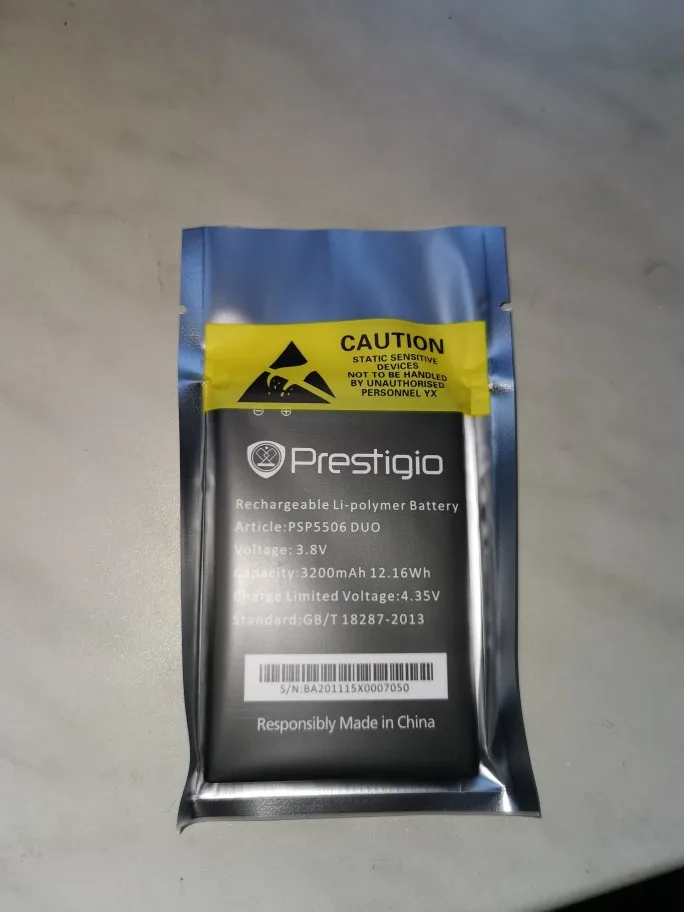 CAUTION
STATIC SENSITIVE
DEVICES
NOT TO BE HANDLED
BY UNAUTHORISED
PERSONNEL YX
Prestigio
Rechargeable Li-polymer Battery
Article:PSP5506 DUO
Voltage: 3.8V
Capacity:3200mAh 12.16Wh
Charge Limited Voltage:4.35V
Standard:GB/T 18287-2013
S/N:BA201115X0007050
Responsibly Made in China